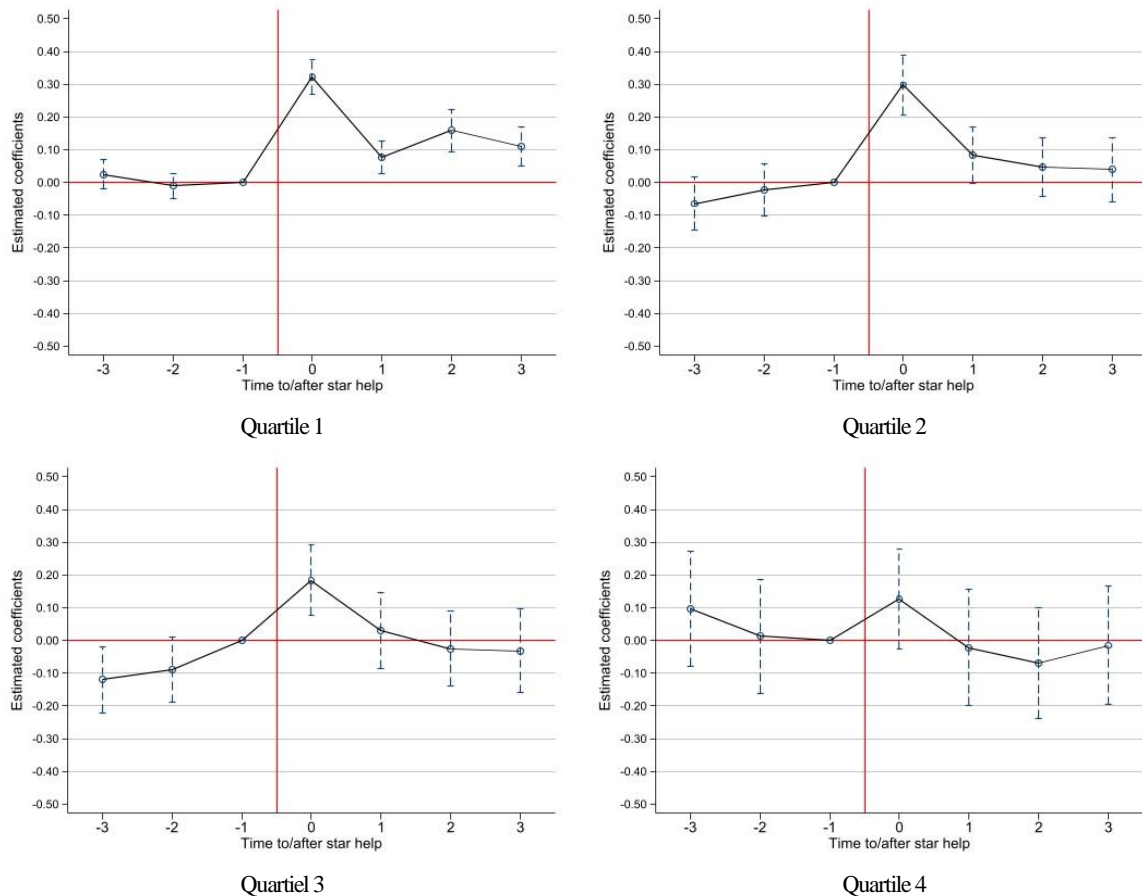 Estimated coefficients
0.50
0.40
0.30
0.20
0.10
0.00
-0.10
-0.20
-0.30
-0.40
-0.50
-3 -2 -1 0 1 2 3
Time to/after star help
Quartile 1
Estimated coefficients
0.50
0.40
0.30
0.20
0.10
0.00
-0.10
-0.20
-0.30
-0.40
-0.50
-3 -2 -1 0 1 2 3
Time to/after star help
Quartile 2
Estimated coefficients
0.50
0.40
0.30
0.20
0.10
0.00
-0.10
-0.20
-0.30
-0.40
-0.50
-3 -2 -1 0 1 2 3
Time to/after star help
Quartiel 3
Estimated coefficients
0.50
0.40
0.30
0.20
0.10
0.00
-0.10
-0.20
-0.30
-0.40
-0.50
-3 -2 -1 0 1 2 3
Time to/after star help
Quartile 4